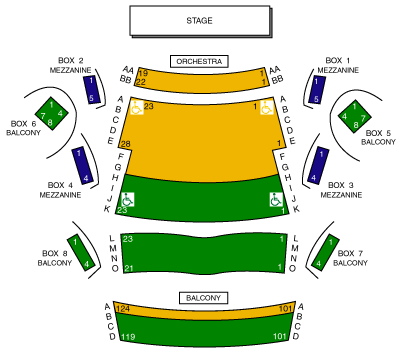 STAGE
ORCHESTRA
BOX 2
MEZZANINE
1
5
BOX 1
MEZZANINE
1
5
AA
BB
19
22
1
1
AA
BB
BOX 6
BALCONY
1
7
4
8
BOX 5
BALCONY
1
4
7
8
A
B
C
D
E
23
1
28
1
A
B
C
D
E
F
G
H
I
J
K
23
1
F
G
H
I
J
K
BOX 4
MEZZANINE
1
4
BOX 3
MEZZANINE
1
4
L
M
N
O
23
1
21
1
L
M
N
O
BOX 8
BALCONY
1
4
BOX 7
BALCONY
1
4
BALCONY
A
B
C
D
124
101
119
101
A
B
C
D